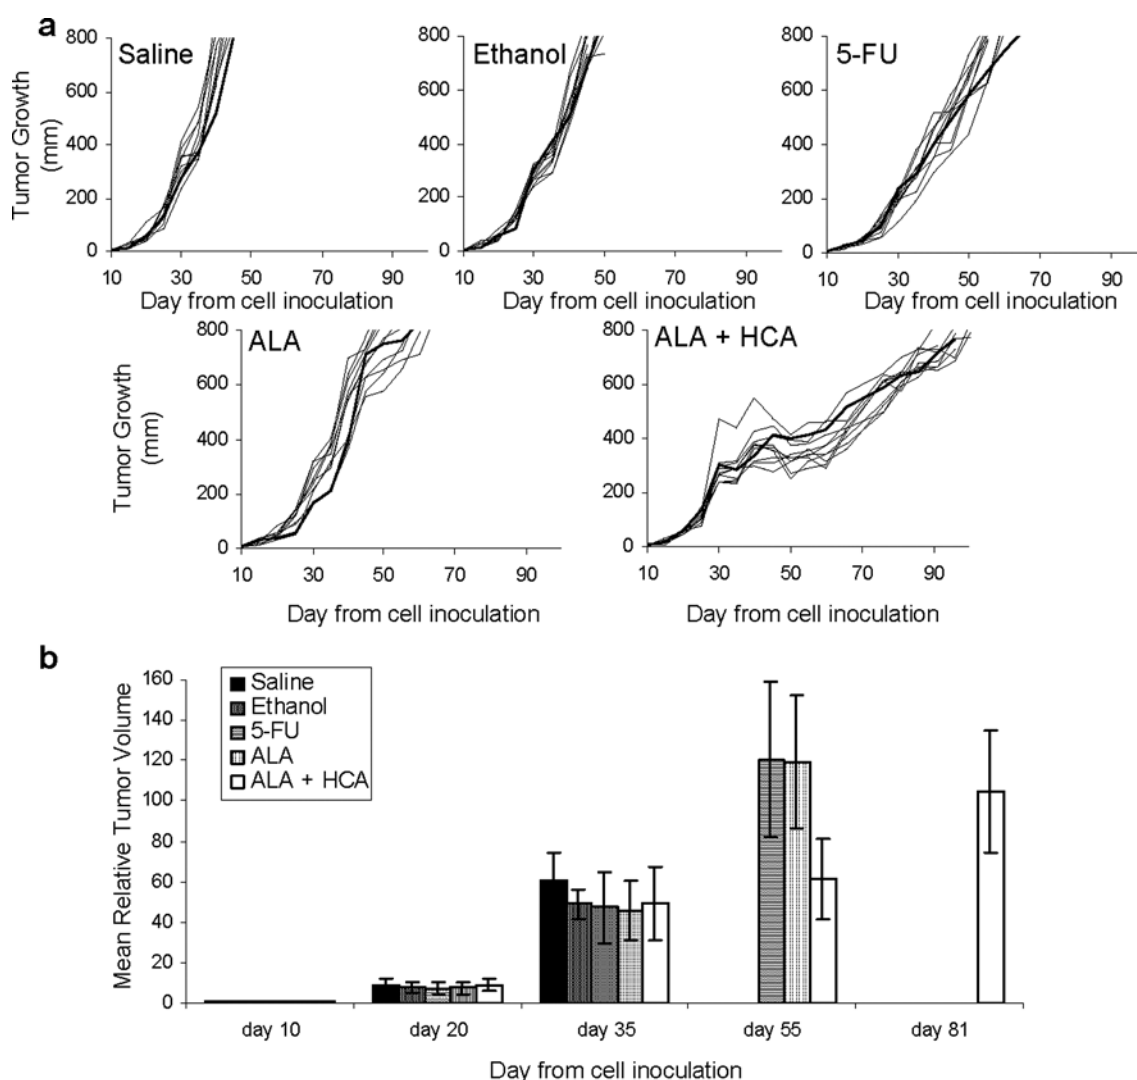 a
Saline
Ethanol
5-FU
Tumor Growth
(mm)
800
600
400
200
0
10 30 50 70 90
Day from cell inoculation
800
600
400
200
0
10 30 50 70 90
Day from cell inoculation
800
600
400
200
0
10 30 50 70 90
Day from cell inoculation
ALA
ALA + HCA
Tumor Growth
(mm)
800
600
400
200
0
10 30 50 70 90
Day from cell inoculation
800
600
400
200
0
10 30 50 70 90
Day from cell inoculation
b
Mean Relative Tumor Volume
160
140
120
100
80
60
40
20
0
Saline
Ethanol
5-FU
ALA
ALA + HCA
day 10 day 20 day 35 day 55 day 81
Day from cell inoculation